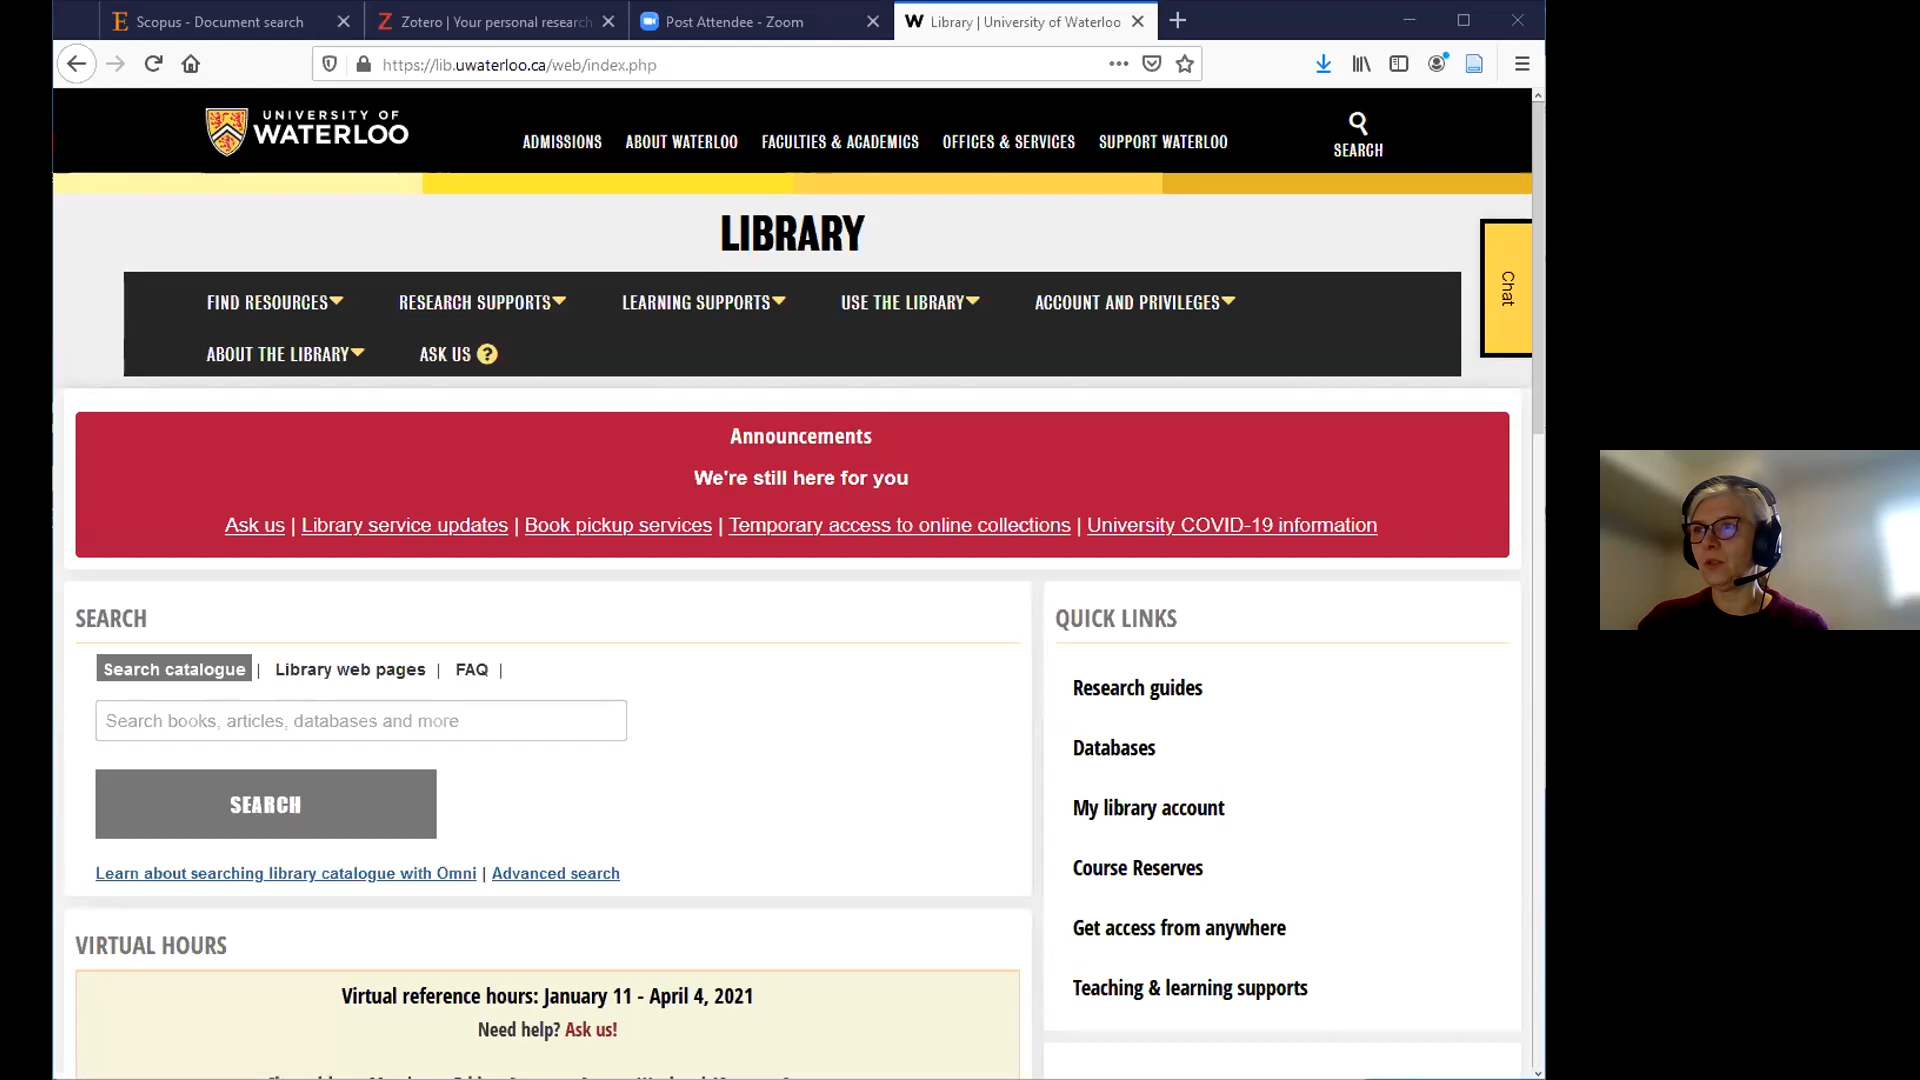 Scopus - Document search
Zotero | Your personal research
Post Attendee - Zoom
Library | University of Waterloo
https://lib.uwaterloo.ca/web/index.php
UNIVERSITY OF
WATERLOO
ADMISSIONS ABOUT WATERLOO FACULTIES & ACADEMICS OFFICES & SERVICES SUPPORT WATERLOO
SEARCH
LIBRARY
Chat
FIND RESOURCES RESEARCH SUPPORTS LEARNING SUPPORTS USE THE LIBRARY ACCOUNT AND PRIVILEGES
ABOUT THE LIBRARY ASK US ?
Announcements
We're still here for you
Ask us | Library service updates | Book pickup services | Temporary access to online collections | University COVID-19 information
SEARCH
Search catalogue | Library web pages | FAQ |
Search books, articles, databases and more
SEARCH
Learn about searching library catalogue with Omni | Advanced search
VIRTUAL HOURS
Virtual reference hours: January 11 - April 4, 2021
Need help? Ask us!
QUICK LINKS
Research guides
Databases
My library account
Course Reserves
Get access from anywhere
Teaching & learning supports